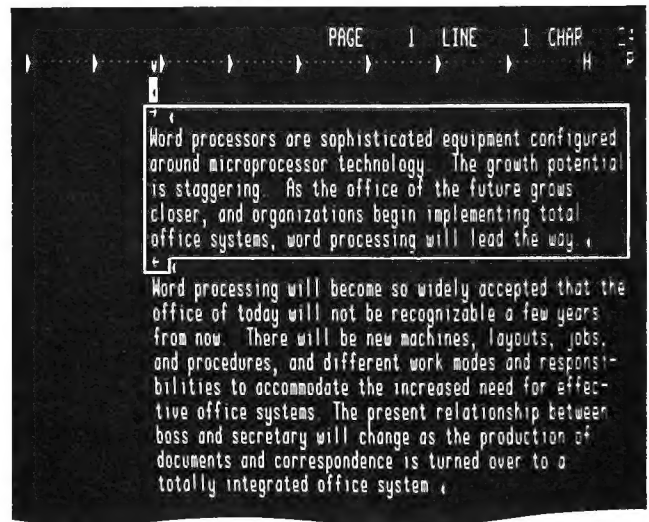 PAGE 1 LINE 1 CHAR
H
Word processors are sophisticated equipment configured
around microprocessor technology. The growth potential
is staggering. As the office of the future grows
closer, and organizations begin implementing total
office systems, word processing will lead the way.
Word processing will become so widely accepted that the
office of today will not be recognizable a few years
from now. There will be new machines, layouts, jobs,
and procedures, and different work modes and responsi-
bilities to accommodate the increased need for effec-
tive office systems. The present relationship between
boss and secretary will change as the production of
documents and correspondence is turned over to a
totally integrated office system.